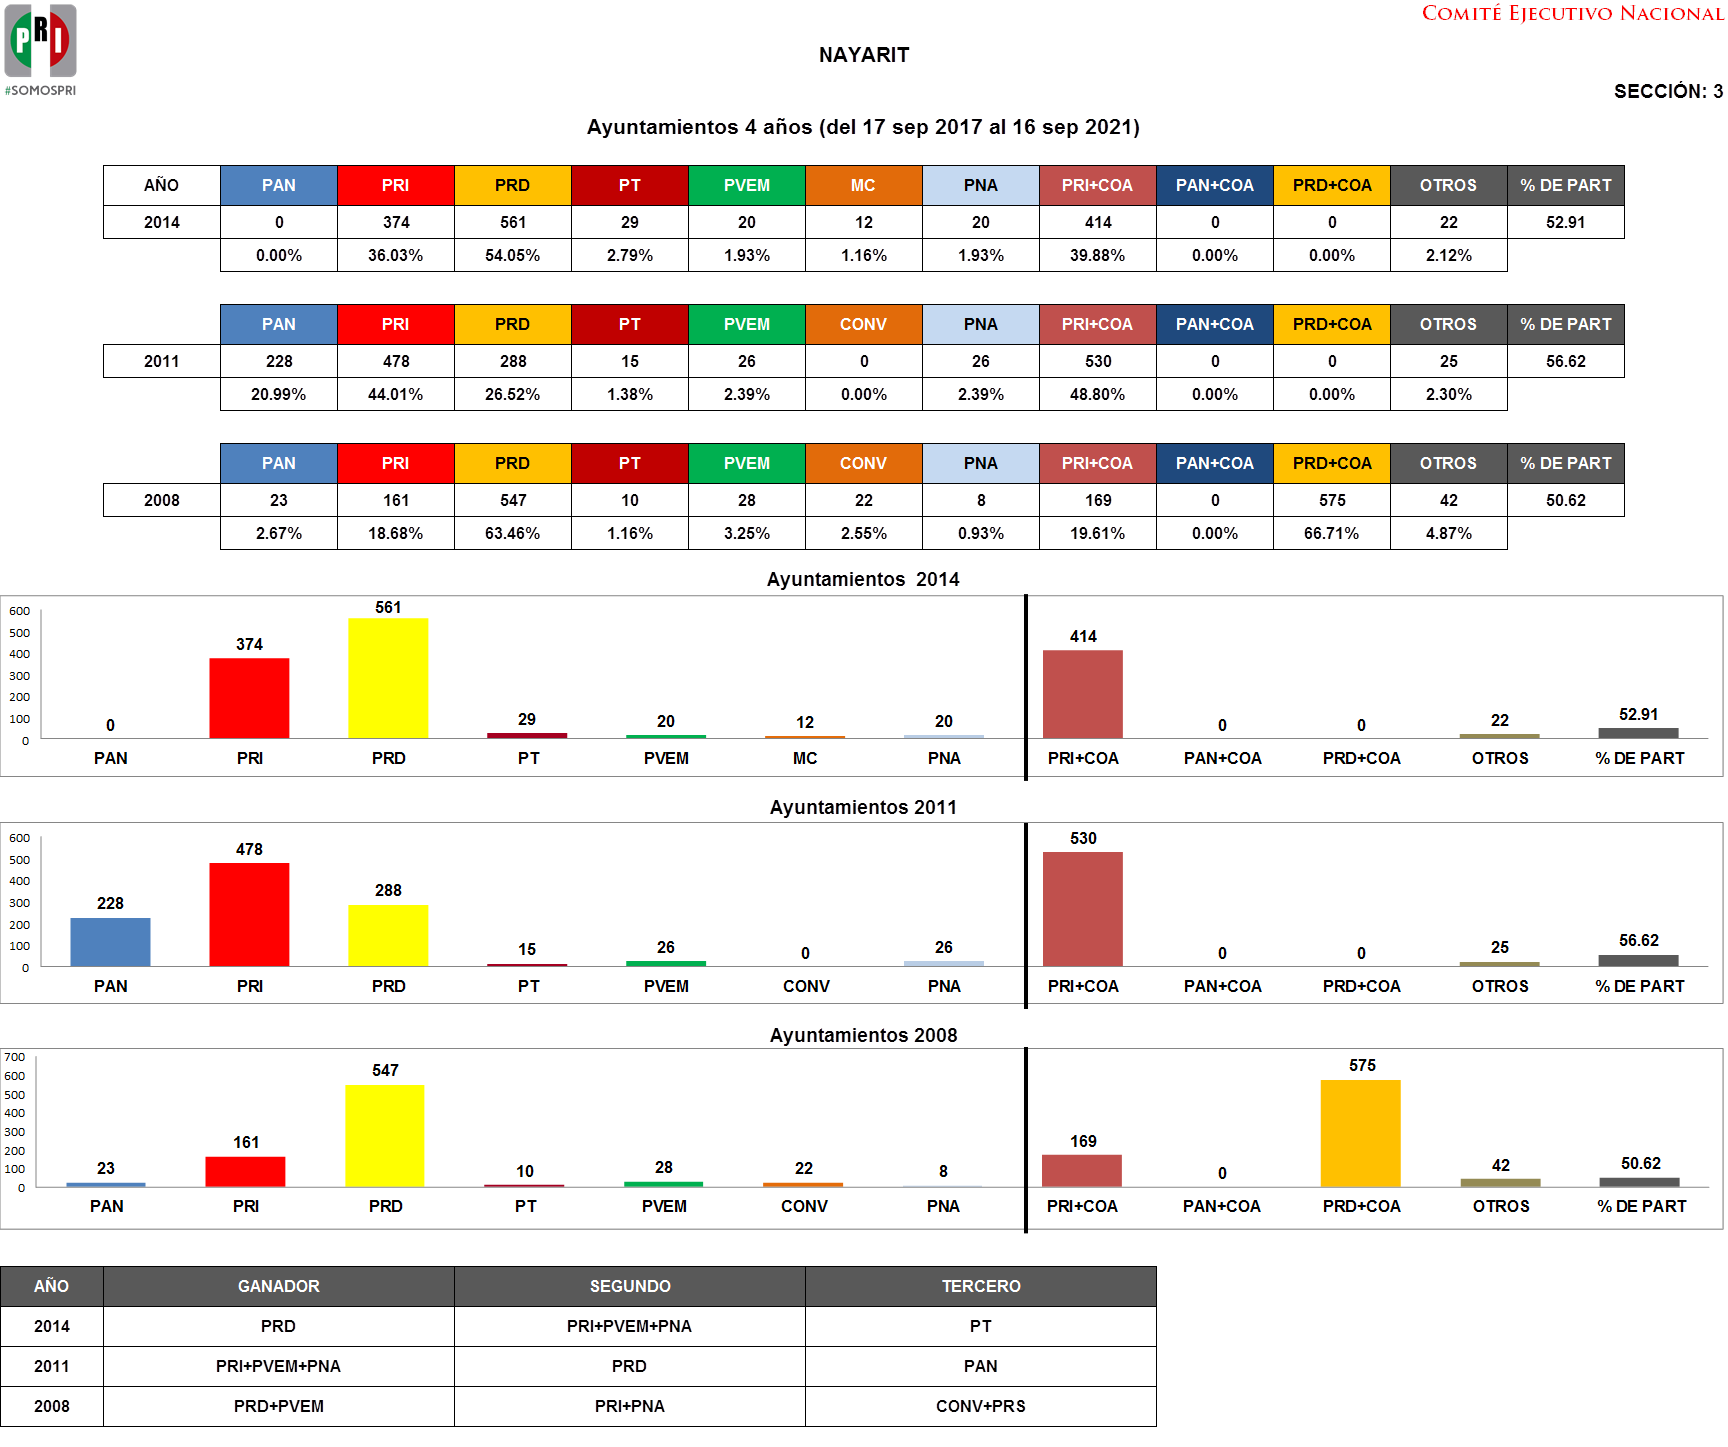 PRI
#SOMOSPRI
COMITÉ EJECUTIVO NACIONAL
NAYARIT
SECCIÓN: 3
Ayuntamientos 4 años (del 17 sep 2017 al 16 sep 2021)
AÑO PAN PRI PRD PT PVEM MC PNA PRI+COA PAN+COA PRD+COA OTROS % DE PART
2014 0 374 561 29 20 12 20 414 0 0 22 52.91
0.00% 36.03% 54.05% 2.79% 1.93% 1.16% 1.93% 39.88% 0.00% 0.00% 2.12%
PAN PRI PRD PT PVEM CONV PNA PRI+COA PAN+COA PRD+COA OTROS % DE PART
2011 228 478 288 15 26 0 26 530 0 0 25 56.62
20.99% 44.01% 26.52% 1.38% 2.39% 0.00% 2.39% 48.80% 0.00% 0.00% 2.30%
PAN PRI PRD PT PVEM CONV PNA PRI+COA PAN+COA PRD+COA OTROS % DE PART
2008 23 161 547 10 28 22 8 169 0 575 42 50.62
2.67% 18.68% 63.46% 1.16% 3.25% 2.55% 0.93% 19.61% 0.00% 66.71% 4.87%
Ayuntamientos 2014
600
500
400
300
200
100
0
0 374 561 29 20 12 20 414 0 0 22 52.91
PAN PRI PRD PT PVEM MC PNA PRI+COA PAN+COA PRD+COA OTROS % DE PART
Ayuntamientos 2011
600
500
400
300
200
100
0
228 478 288 15 26 0 26 530 0 0 25 56.62
PAN PRI PRD PT PVEM CONV PNA PRI+COA PAN+COA PRD+COA OTROS % DE PART
Ayuntamientos 2008
700
600
500
400
300
200
100
0
23 161 547 10 28 22 8 169 0 575 42 50.62
PAN PRI PRD PT PVEM CONV PNA PRI+COA PAN+COA PRD+COA OTROS % DE PART
AÑO GANADOR SEGUNDO TERCERO
2014 PRD PRI+PVEM+PNA PT
2011 PRI+PVEM+PNA PRD PAN
2008 PRD+PVEM PRI+PNA CONV+PRS